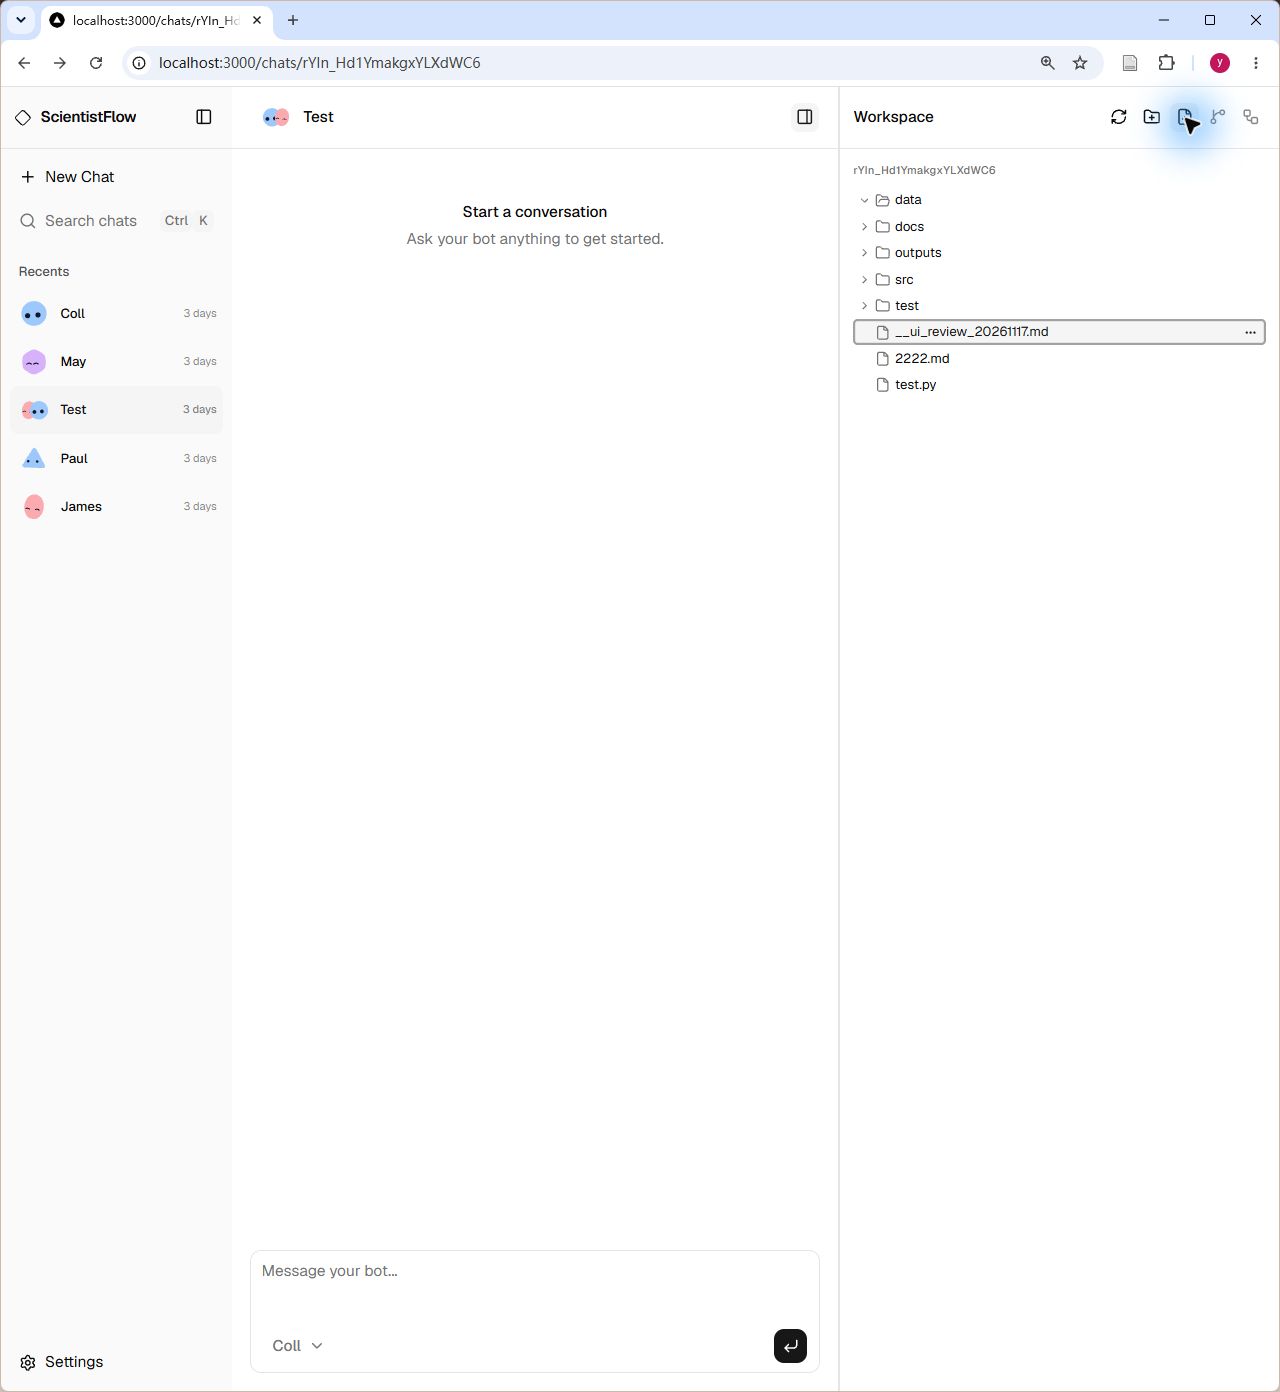 localhost:3000/chats/rYIn_Hd
localhost:3000/chats/rYIn_Hd1YmakgxYLXdWC6
y
ScientistFlow
New Chat
Search chats Ctrl K
Recents
Coll 3 days
May 3 days
Test 3 days
Paul 3 days
James 3 days
Settings
Test
Start a conversation
Ask your bot anything to get started.
Message your bot...
Coll
Workspace
rYIn_Hd1YmakgxYLXdWC6
data
docs
outputs
src
test
__ui_review_20261117.md
2222.md
test.py